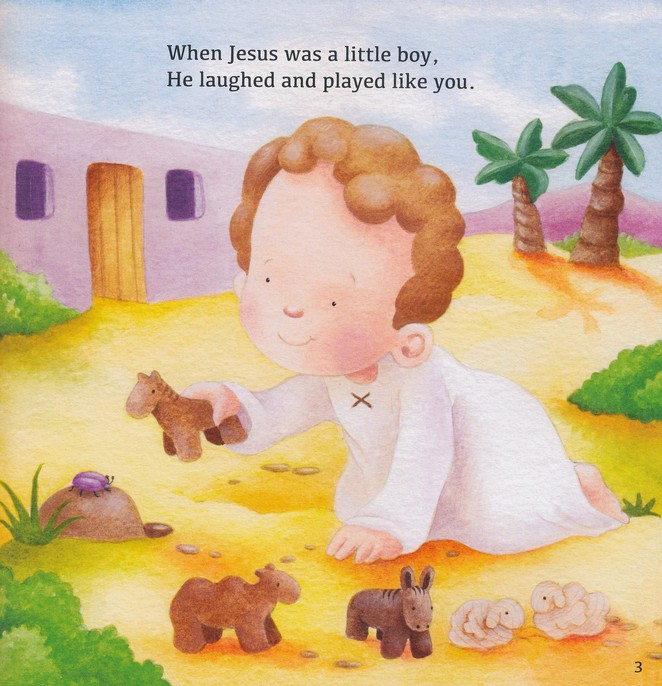 When Jesus was a little boy,
He laughed and played like you.
3